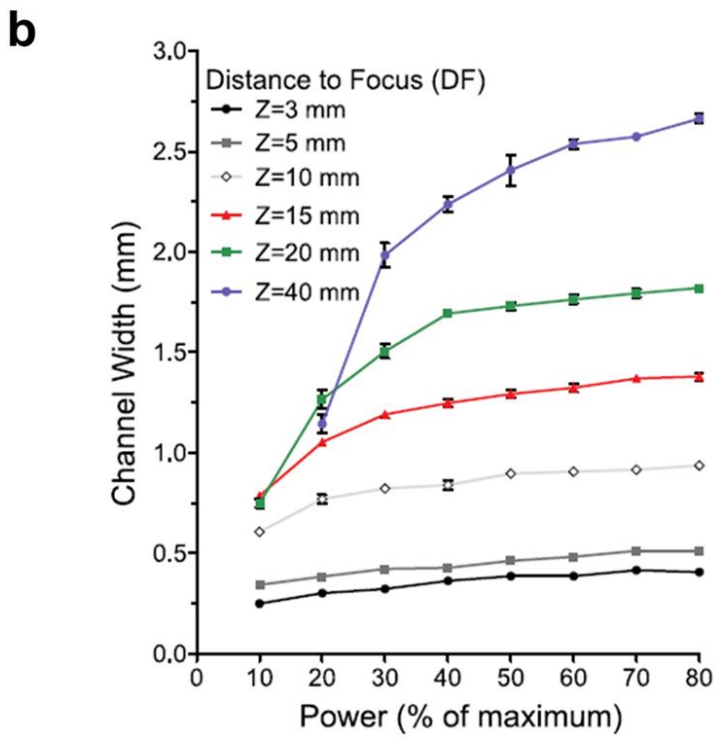 b
Distance to Focus (DF)
Z=3 mm
Z=5 mm
Z=10 mm
Z=15 mm
Z=20 mm
Z=40 mm
Channel Width (mm)
3.0
2.5
2.0
1.5
1.0
0.5
0.0
0 10 20 30 40 50 60 70 80
Power (% of maximum)